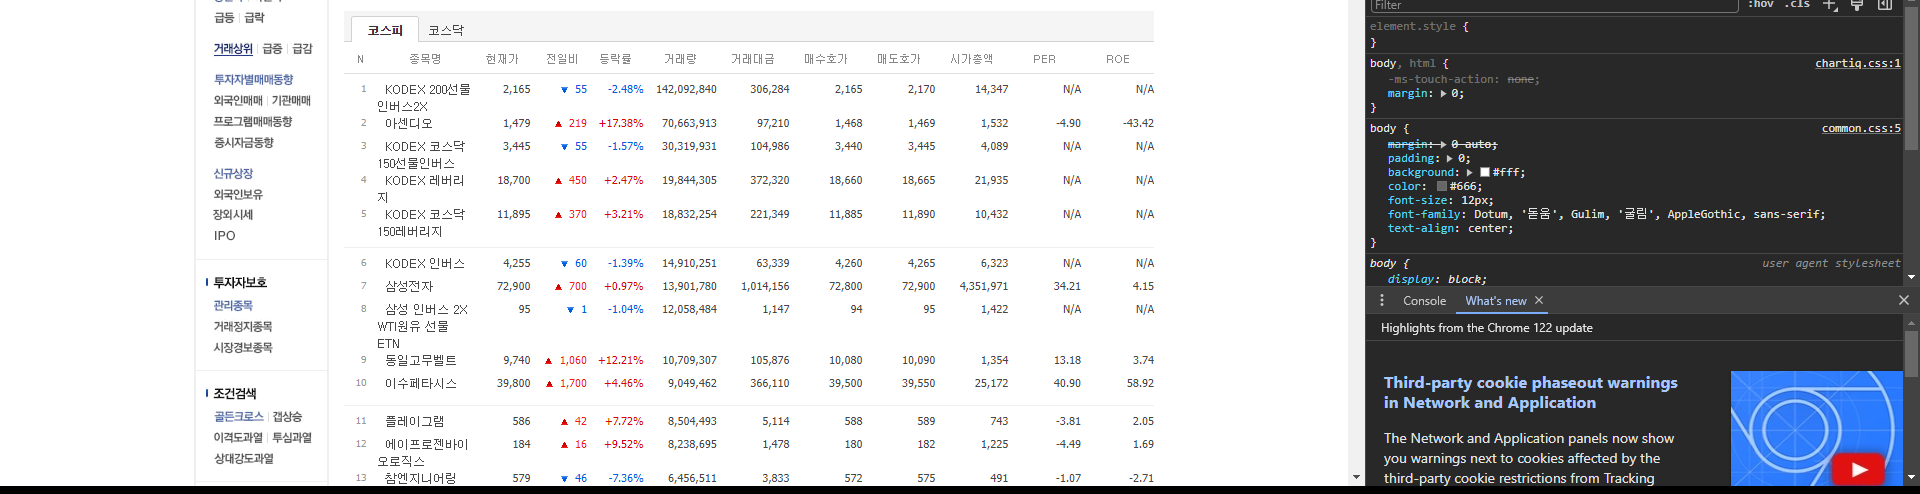 급등 | 급락
거래상위 | 급증 | 급감
투자자별매매동향
외국인매매 | 기관매매
프로그램매매동향
증시자금동향
신규상장
외국인보유
장외시세
IPO
투자자보호
관리종목
거래정지종목
시장경보종목
조건검색
골든크로스 | 갭상승
이격도과열 | 투심과열
상대강도과열
코스피 코스닥
N 종목명 현재가 전일비 등락률 거래량 거래대금 매수호가 매도호가 시가총액 PER ROE
1 KODEX 200선물 2,165 ▼ 55 -2.48% 142,092,840 306,284 2,165 2,170 14,347 N/A N/A
인버스2X
2 아센디오 1,479 ▲ 219 +17.38% 70,663,913 97,210 1,468 1,469 1,532 -4.90 -43.42
3 KODEX 코스닥 3,445 ▼ 55 -1.57% 30,319,931 104,986 3,440 3,445 4,089 N/A N/A
150선물인버스
4 KODEX 레버리 18,700 ▲ 450 +2.47% 19,844,305 372,320 18,660 18,665 21,935 N/A N/A
지
5 KODEX 코스닥 11,895 ▲ 370 +3.21% 18,832,254 221,349 11,885 11,890 10,432 N/A N/A
150레버리지
6 KODEX 인버스 4,255 ▼ 60 -1.39% 14,910,251 63,339 4,260 4,265 6,323 N/A N/A
7 삼성전자 72,900 ▲ 700 +0.97% 13,901,780 1,014,156 72,800 72,900 4,351,971 34.21 4.15
8 삼성 인버스 2X 95 ▼ 1 -1.04% 12,058,484 1,147 94 95 1,422 N/A N/A
WTI원유 선물
ETN
9 동일고무벨트 9,740 ▲ 1,060 +12.21% 10,709,307 105,876 10,080 10,090 1,354 13.18 3.74
10 이수페타시스 39,800 ▲ 1,700 +4.46% 9,049,462 366,110 39,500 39,550 25,172 40.90 58.92
11 플레이그램 586 ▲ 42 +7.72% 8,504,493 5,114 588 589 743 -3.81 2.05
12 에이프로젠바이 184 ▲ 16 +9.52% 8,238,695 1,478 180 182 1,225 -4.49 1.69
오로직스
13 참엔지니어링 579 ▼ 46 -7.36% 6,456,511 3,833 572 575 491 -1.07 -2.71
Filter :hov .cls
element.style {
}
body, html { chartiq.css:1
-ms-touch-action: none;
margin: ▶ 0;
}
body { common.css:5
margin: ▶ 0 auto;
padding: ▶ 0;
background: ▶ #fff;
color: #666;
font-size: 12px;
font-family: Dotum, '돋움', Gulim, '굴림', AppleGothic, sans-serif;
text-align: center;
}
body { user agent stylesheet
display: block;
Console What's new
Highlights from the Chrome 122 update
Third-party cookie phaseout warnings
in Network and Application
The Network and Application panels now show
you warnings next to cookies affected by the
third-party cookie restrictions from Tracking